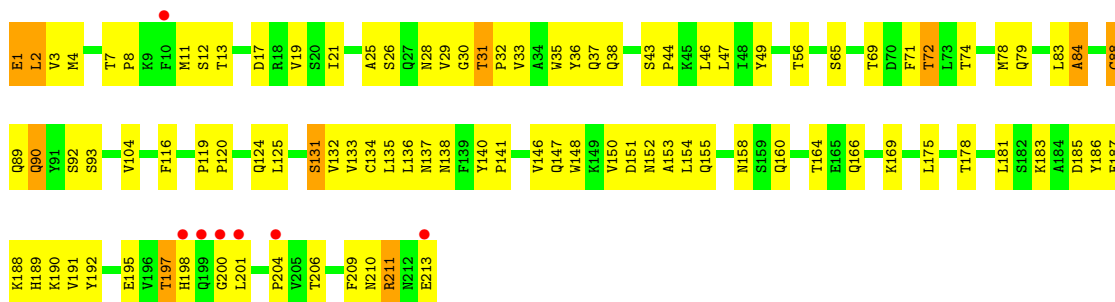 E1 L2 V3 M4 T7 P8 K9 F10 M11 S12 T13 D17 R18 V19 S20 I21 A25 S26 Q27 N28 V29 G30 T31 P32 V33 A34 W35 Y36 Q37 Q38 S43 P44 K45 L46 L47 I48 Y49 T56 S65 T69 D70 F71 T72 L73 T74 M78 Q79 L83 A84 C88
Q89 Q90 Y91 S92 S93 V104 F116 P119 P120 Q124 L125 S131 V132 V133 C134 L135 L136 N137 N138 F139 Y140 P141 V146 Q147 W148 K149 V150 D151 N152 A153 L154 Q155 N158 S159 Q160 T164 E165 Q166 K169 L175 T178 L181 S182 K183 A184 D185 Y186 E187
K188 H189 K190 V191 Y192 E195 V196 T197 H198 Q199 G200 L201 P204 V205 T206 F209 N210 R211 N212 E213